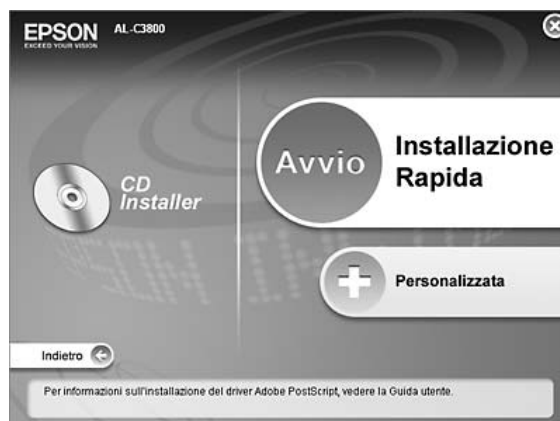 EPSON AL-C3800
EXCEED YOUR VISION
CD
Installer
Avvio
Installazione
Rapida
Personalizzata
Indietro
Per informazioni sull'installazione del driver Adobe PostScript, vedere la Guida utente.